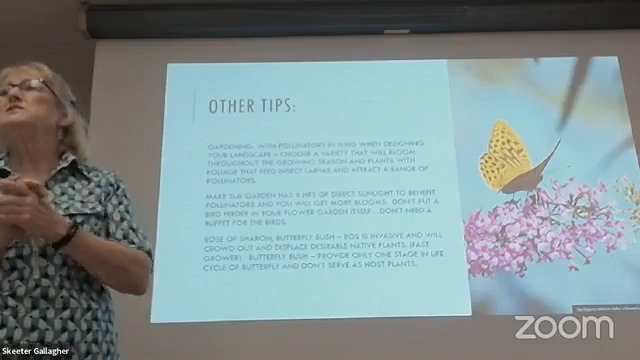 OTHER TIPS:
GARDENING, WITH POLLINATORS IN MIND WHEN DESIGNING
YOUR LANDSCAPE – CHOOSE A VARIETY THAT WILL BLOOM
THROUGHOUT THE GROWING SEASON AND PLANTS WITH
FOLIAGE THAT FEED INSECT LARVAE AND ATTRACT A RANGE OF
POLLINATORS.
MAKE SUR GARDEN HAS 8 HRS OF DIRECT SUNLIGHT TO BENEFIT
POLLINATORS AND YOU WILL GET MORE BLOOMS. DON'T PUT A
BIRD FEEDER IN YOUR FLOWER GARDEN ITSELF. DON'T NEED A
BUFFET FOR THE BIRDS.
ROSE OF SHARON, BUTTERFLY BUSH – ROS IS INVASIVE AND WILL
CROWD OUT AND DISPLACE DESIRABLE NATIVE PLANTS. (FAST
GROWER) BUTTERFLY BUSH – PROVIDE ONLY ONE STAGE IN LIFE
CYCLE OF BUTTERFLY AND DON'T SERVE AS HOST PLANTS.
Skeeter Gallagher
zoom